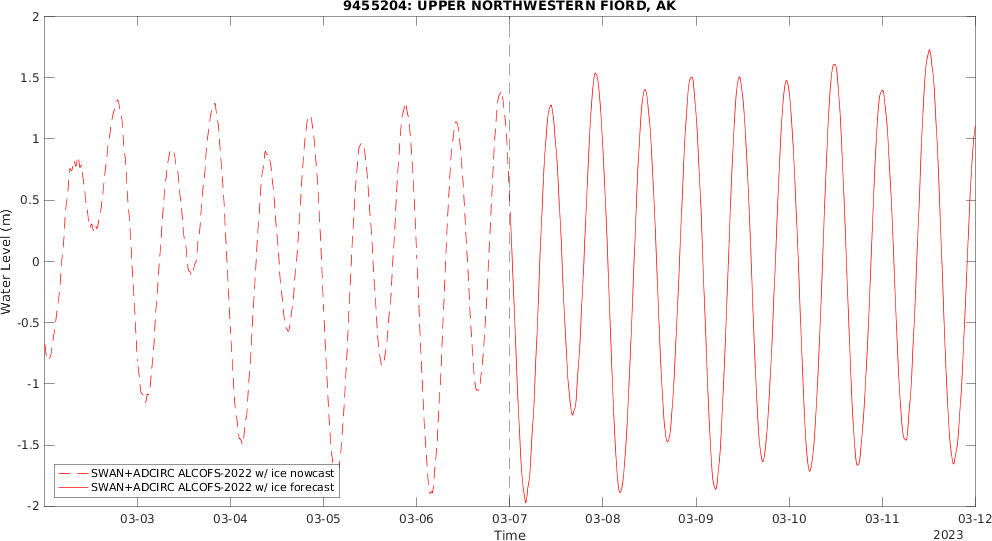 9455204: UPPER NORTHWESTERN FIORD, AK
Water Level (m)
2
1.5
1
0.5
0
-0.5
-1
-1.5
-2
SWAN+ADCIRC ALCOFS-2022 w/ ice nowcast
SWAN+ADCIRC ALCOFS-2022 w/ ice forecast
03-03 03-04 03-05 03-06 03-07 03-08 03-09 03-10 03-11 03-12
Time
2023